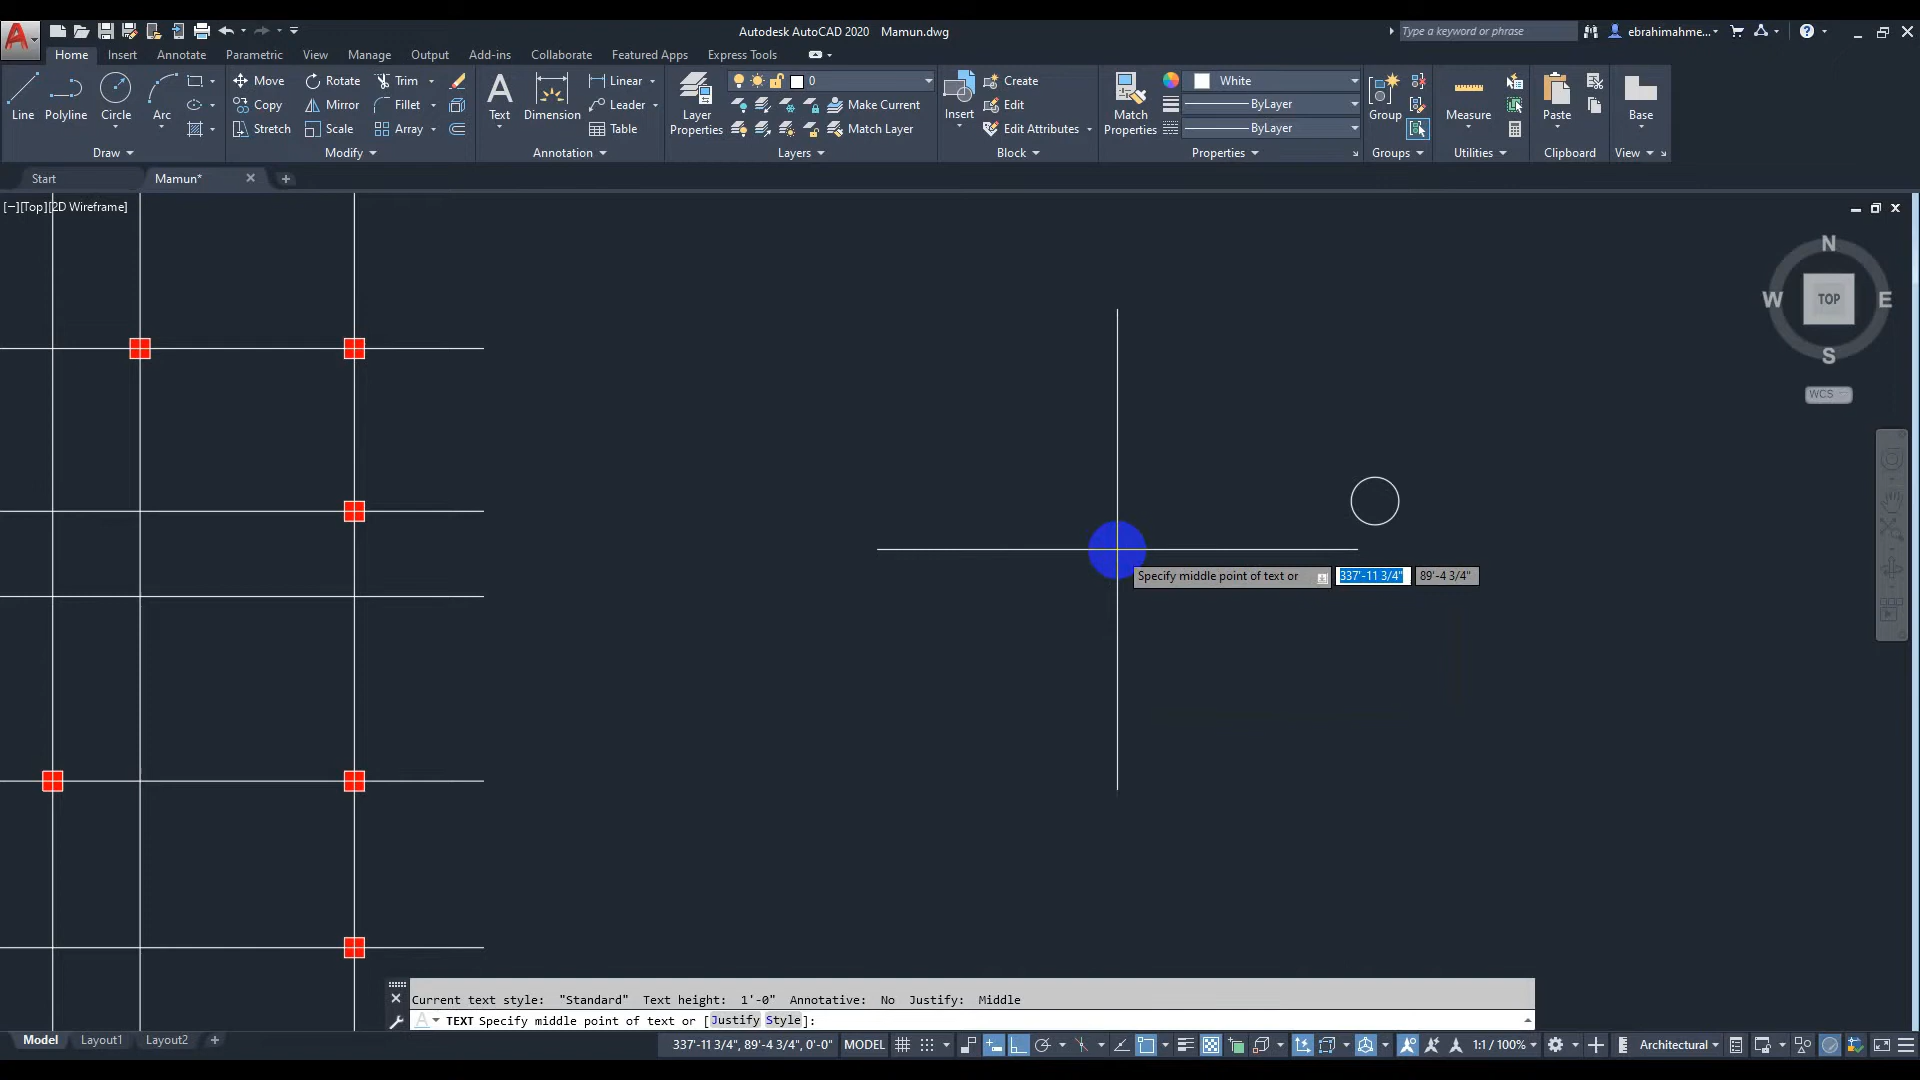 Autodesk AutoCAD 2020 Mamun.dwg
Type a keyword or phrase
ebrahimahme...
Home Insert Annotate Parametric View Manage Output Add-ins Collaborate Featured Apps Express Tools
Line Polyline Circle Arc
Draw
Move Rotate Trim
Copy Mirror Fillet
Stretch Scale Array
Modify
Text Dimension
Linear
Leader
Table
Annotation
Layer Properties
0
Make Current
Match Layer
Layers
Insert
Create
Edit
Edit Attributes
Block
Match Properties
White
ByLayer
ByLayer
Properties
Group
Groups
Measure
Utilities
Paste
Clipboard
Base
View
Start Mamun*
[−][Top][2D Wireframe]
N
W TOP E
S
WCS
Specify middle point of text or 337'-11 3/4" 89'-4 3/4"
Current text style: "Standard" Text height: 1'-0" Annotative: No Justify: Middle
TEXT Specify middle point of text or [Justify Style]:
Model Layout1 Layout2
337'-11 3/4", 89'-4 3/4", 0'-0" MODEL 1:1 / 100% Architectural